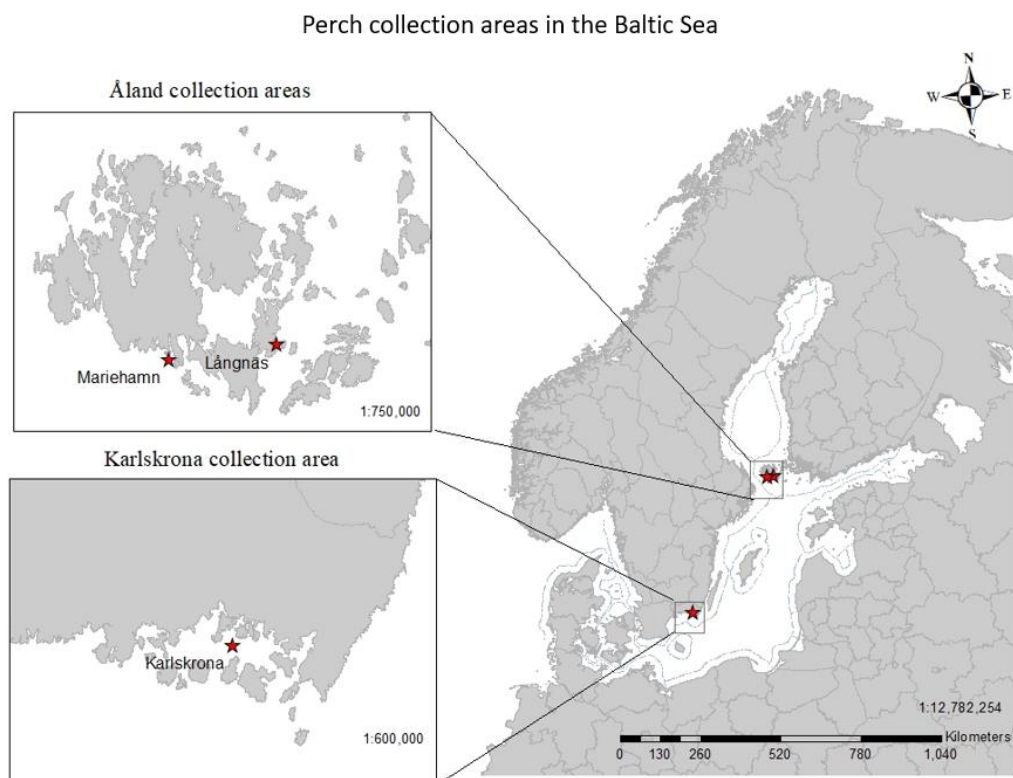 Perch collection areas in the Baltic Sea
Åland collection areas
Mariehamn
Långnäs
1:750,000
Karlskrona collection area
Karlskrona
1:600,000
N
W
E
S
1:12,782,254
Kilometers
0 130 260 520 780 1,040